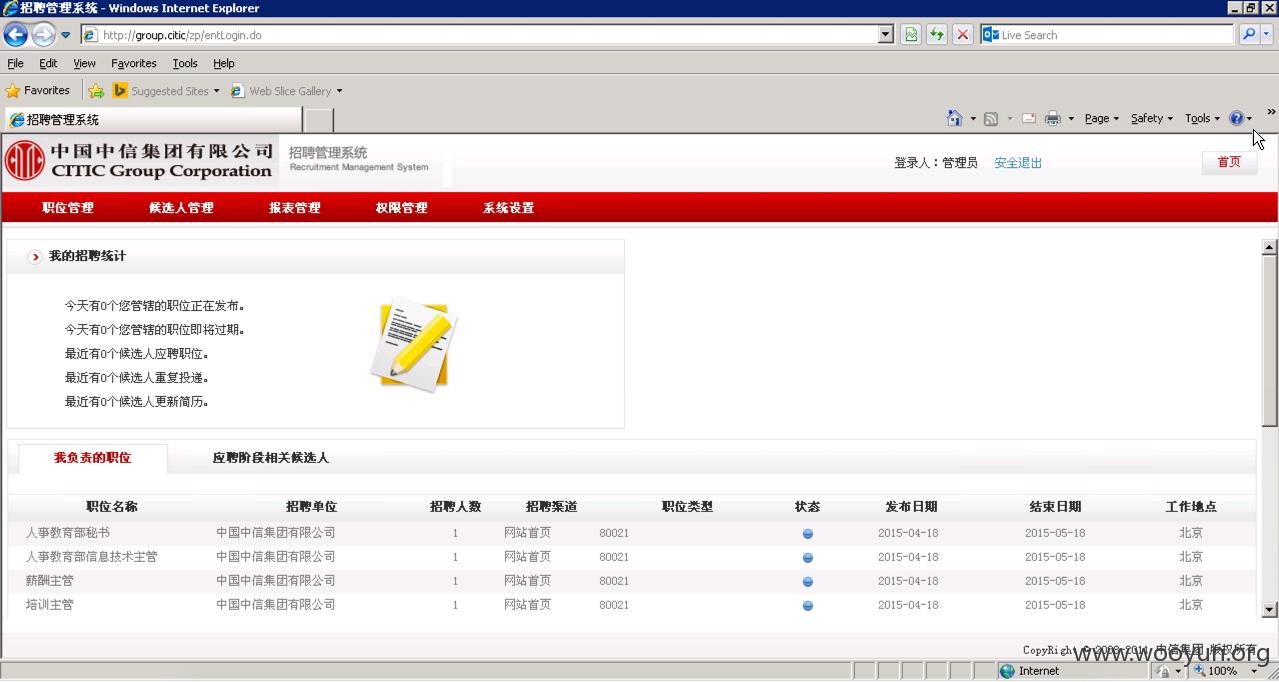 招聘管理系统 - Windows Internet Explorer
http://group.citic/zp/entLogin.do
Live Search
File Edit View Favorites Tools Help
Favorites Suggested Sites Web Slice Gallery
招聘管理系统
Page Safety Tools
中国中信集团有限公司
CITIC Group Corporation
招聘管理系统
Recruitment Management System
登录人：管理员 安全退出 首页
职位管理 候选人管理 报表管理 权限管理 系统设置
我的招聘统计
今天有0个您管辖的职位正在发布。
今天有0个您管辖的职位即将过期。
最近有0个候选人应聘职位。
最近有0个候选人重复投递。
最近有0个候选人更新简历。
我负责的职位 应聘阶段相关候选人
职位名称 招聘单位 招聘人数 招聘渠道 职位类型 状态 发布日期 结束日期 工作地点
人事教育部秘书 中国中信集团有限公司 1 网站首页 80021 2015-04-18 2015-05-18 北京
人事教育部信息技术主管 中国中信集团有限公司 1 网站首页 80021 2015-04-18 2015-05-18 北京
薪酬主管 中国中信集团有限公司 1 网站首页 80021 2015-04-18 2015-05-18 北京
培训主管 中国中信集团有限公司 1 网站首页 80021 2015-04-18 2015-05-18 北京
CopyRight 中信集团 版权所有
www.wooyun.org
Internet 100%